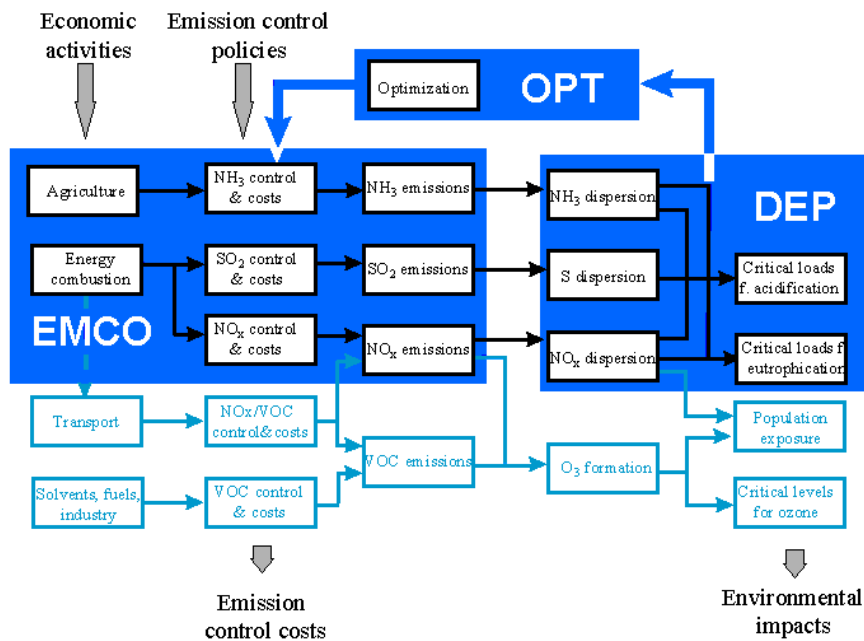 Economic
activities
Emission control
policies
Optimization
OPT
Agriculture
NH₃ control
& costs
NH₃ emissions
NH₃ dispersion
DEP
Energy
combustion
SO₂ control
& costs
SO₂ emissions
S dispersion
Critical loads
f. acidification
EMCO
NOₓ control
& costs
NOₓ emissions
NOₓ dispersion
Critical loads f
eutrophication
Transport
NOx/VOC
control& costs
VOC emissions
Population
exposure
Solvents, fuels,
industry
VOC control
& costs
O₃ formation
Critical levels
for ozone
Emission
control costs
Environmental
impacts